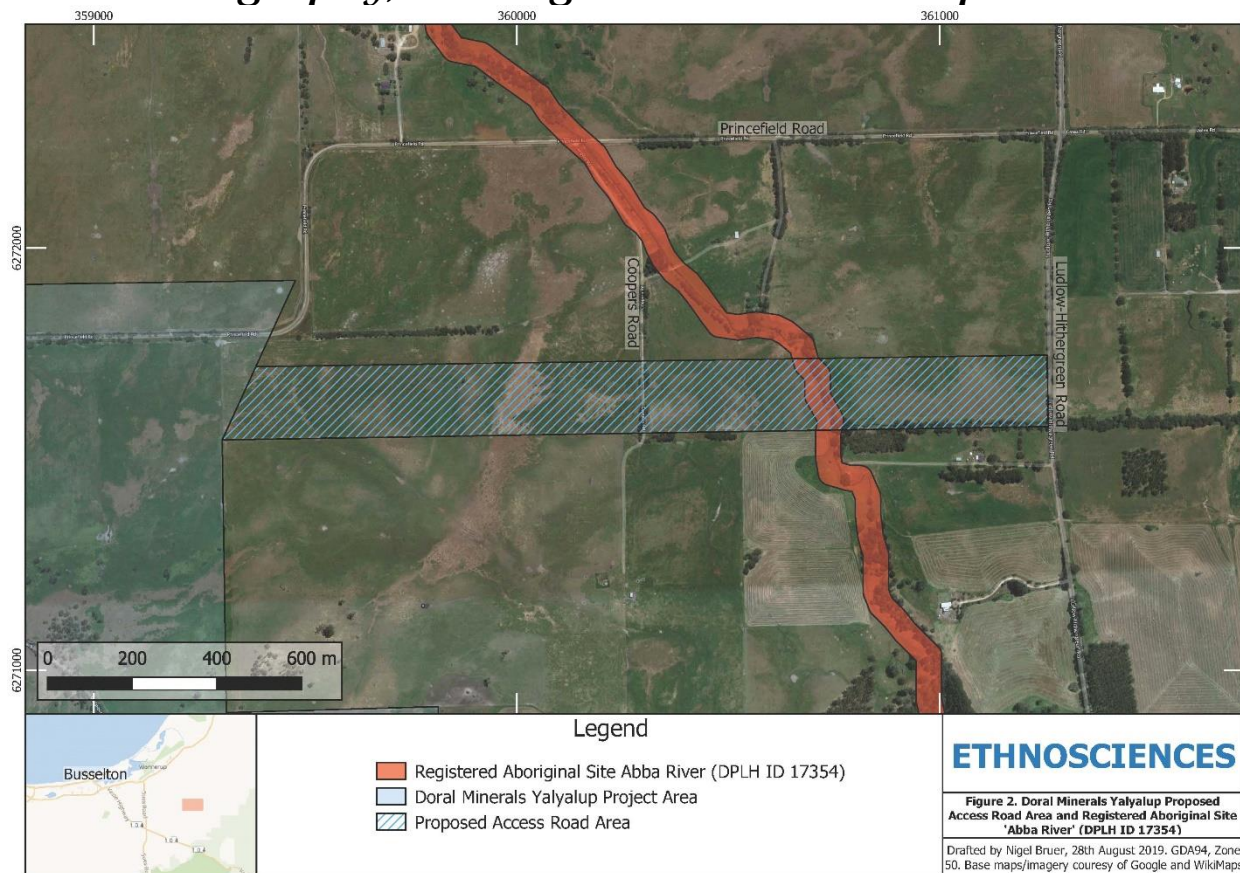 359000
360000
361000
Princefield Road
6272000
Coopers Road
Ludlow-Hithergreen Road
6271000
0 200 400 600 m
Legend
Registered Aboriginal Site Abba River (DPLH ID 17354)
Doral Minerals Yalyalup Project Area
Proposed Access Road Area
Busselton
Wonnerup
ETHNOSCIENCES
Figure 2. Doral Minerals Yalyalup Proposed
Access Road Area and Registered Aboriginal Site
'Abba River' (DPLH ID 17354)
Drafted by Nigel Bruer, 28th August 2019. GDA94, Zone
50. Base maps/imagery couresy of Google and WikiMaps